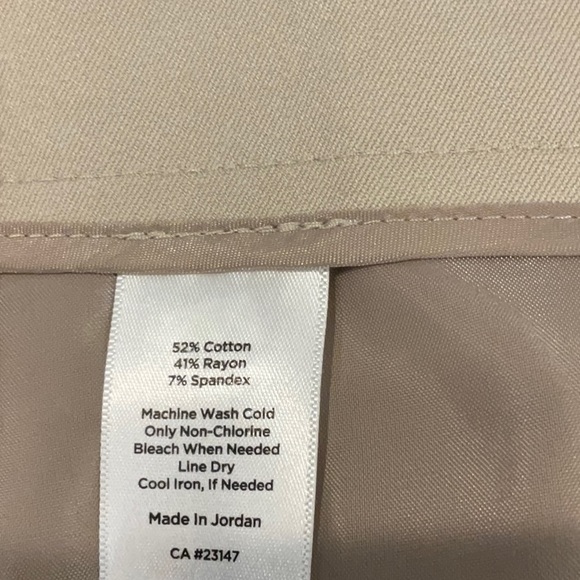 52% Cotton
41% Rayon
7% Spandex
Machine Wash Cold
Only Non-Chlorine
Bleach When Needed
Line Dry
Cool Iron, If Needed
Made In Jordan
CA #23147